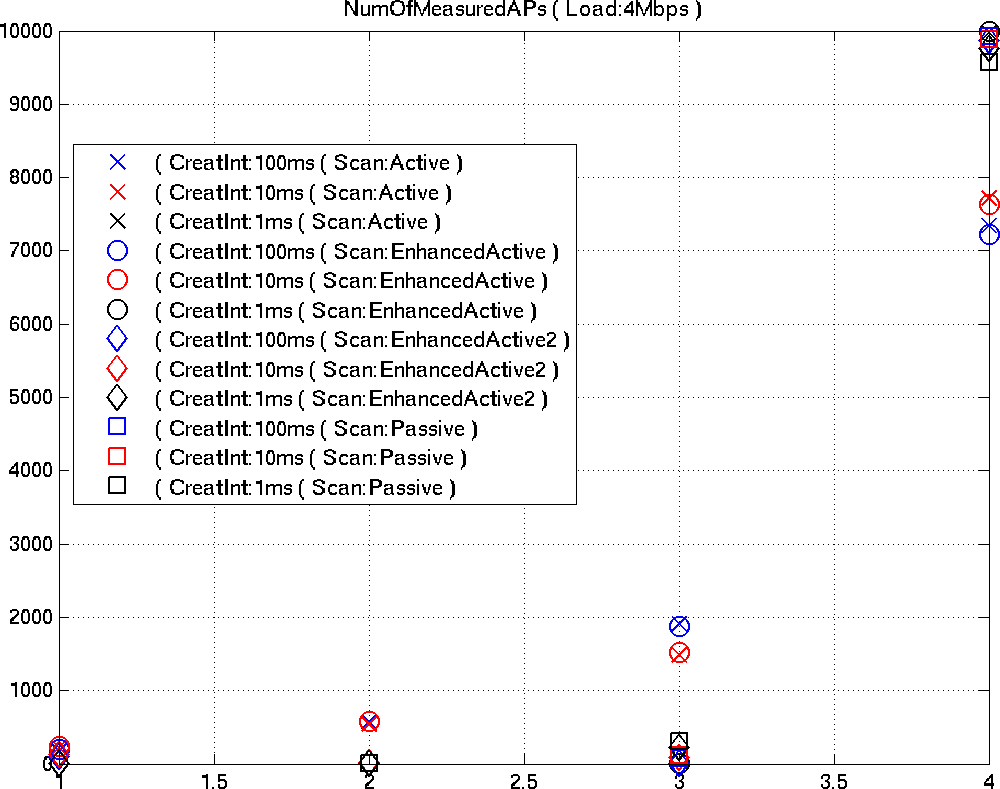 NumOfMeasuredAPs ( Load:4Mbps )
10000
9000
8000
7000
6000
5000
4000
3000
2000
1000
0
( CreatInt:100ms ( Scan:Active )
( CreatInt:10ms ( Scan:Active )
( CreatInt:1ms ( Scan:Active )
( CreatInt:100ms ( Scan:EnhancedActive )
( CreatInt:10ms ( Scan:EnhancedActive )
( CreatInt:1ms ( Scan:EnhancedActive )
( CreatInt:100ms ( Scan:EnhancedActive2 )
( CreatInt:10ms ( Scan:EnhancedActive2 )
( CreatInt:1ms ( Scan:EnhancedActive2 )
( CreatInt:100ms ( Scan:Passive )
( CreatInt:10ms ( Scan:Passive )
( CreatInt:1ms ( Scan:Passive )
1 1.5 2 2.5 3 3.5 4